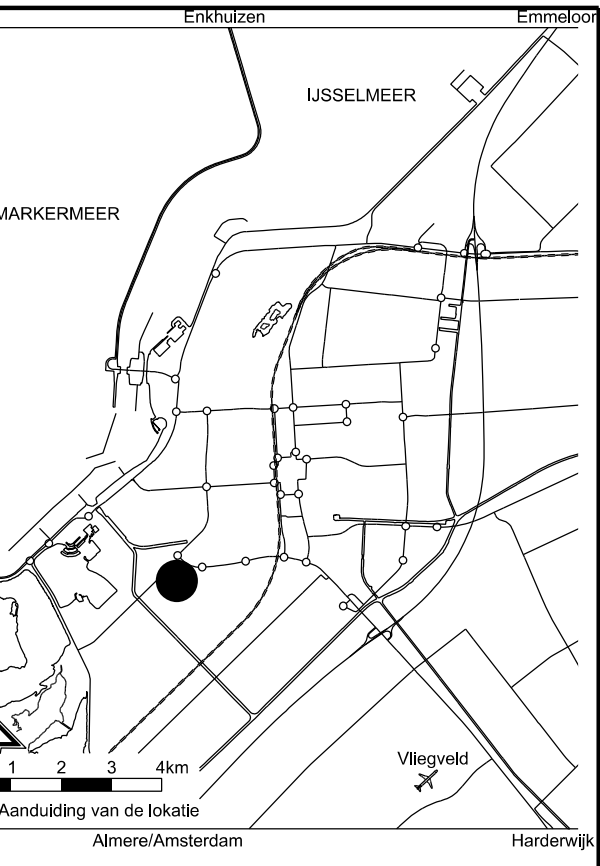 Enkhuizen
Emmeloor
IJSSELMEER
MARKERMEER
Vliegveld
1 2 3 4km
Aanduiding van de lokatie
Almere/Amsterdam
Harderwijk